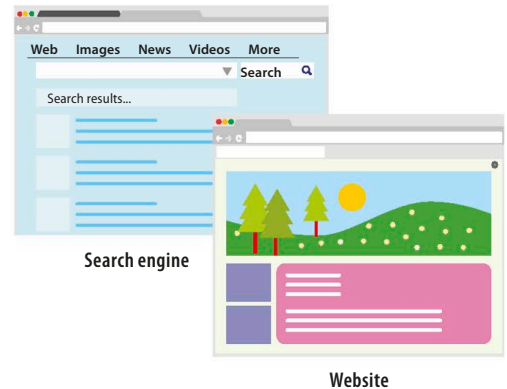 Web Images News Videos More
Search
Search results...
Search engine
Website